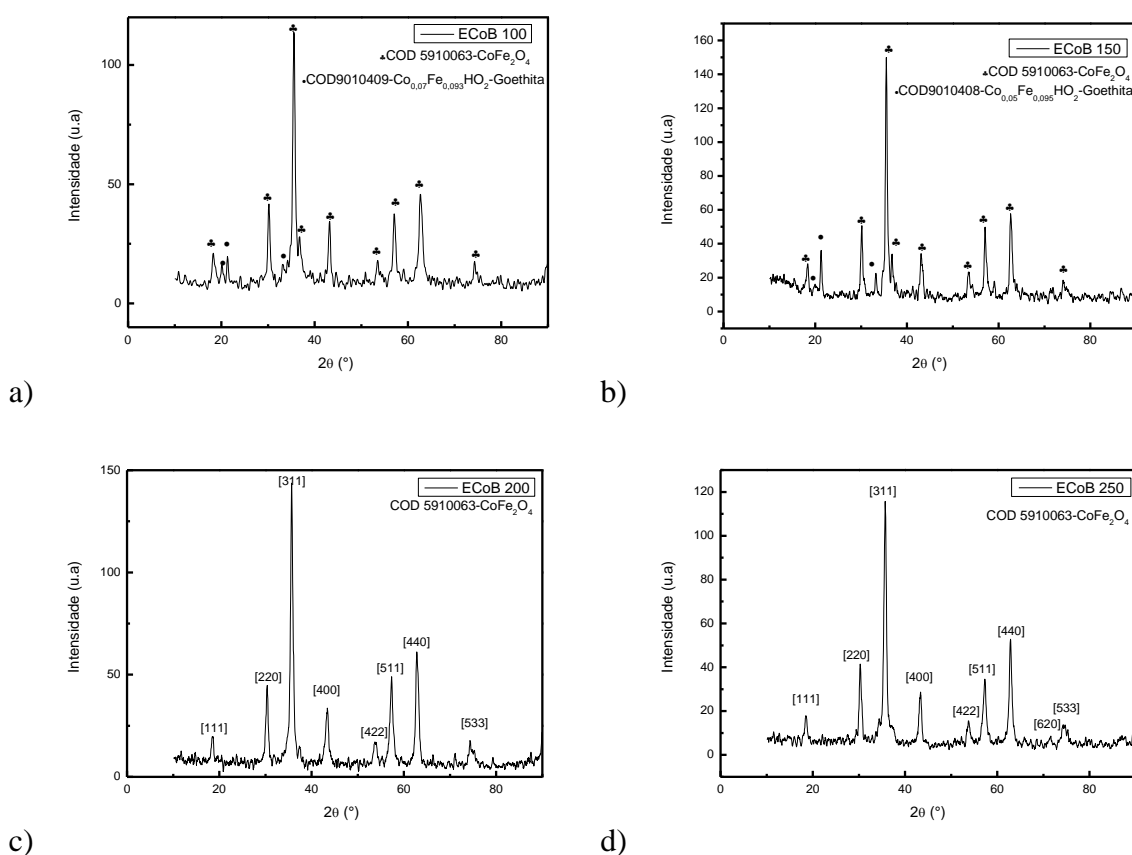 ECoB 100
♣COD 5910063-CoFe2O4
•COD9010409-Co0,07Fe0,093HO2-Goethita
100
50
0
Intensidade (u.a)
0 20 40 60 80
2θ (°)
a)
ECoB 150
♣COD 5910063-CoFe2O4
•COD9010408-Co0,05Fe0,095HO2-Goethita
160
140
120
100
80
60
40
20
0
Intensidade (u.a)
0 20 40 60 80
2θ (°)
b)
ECoB 200
COD 5910063-CoFe2O4
150
100
50
0
Intensidade (u.a)
[111]
[220]
[311]
[400]
[422]
[511]
[440]
[533]
0 20 40 60 80
2θ (°)
c)
ECoB 250
COD 5910063-CoFe2O4
120
100
80
60
40
20
0
Intensidade (u.a)
[111]
[220]
[311]
[400]
[422]
[511]
[440]
[620]
[533]
0 20 40 60 80
2θ (°)
d)